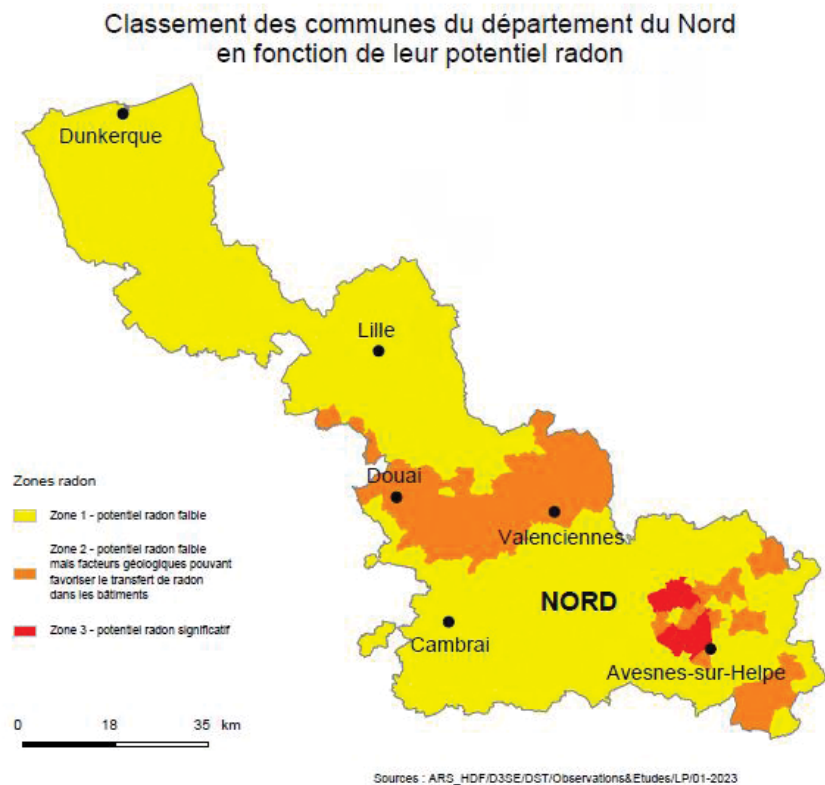 Classement des communes du département du Nord
en fonction de leur potentiel radon
Dunkerque
Lille
Douai
Valenciennes
NORD
Cambrai
Avesnes-sur-Helpe
Zones radon
Zone 1 - potentiel radon faible
Zone 2 - potentiel radon faible
mais facteurs géologiques pouvant
favoriser le transfert de radon
dans les bâtiments
Zone 3 - potentiel radon significatif
0 18 35 km
Sources : ARS_HDF/D3SE/DST/Observations&Etudes/LP/01-2023